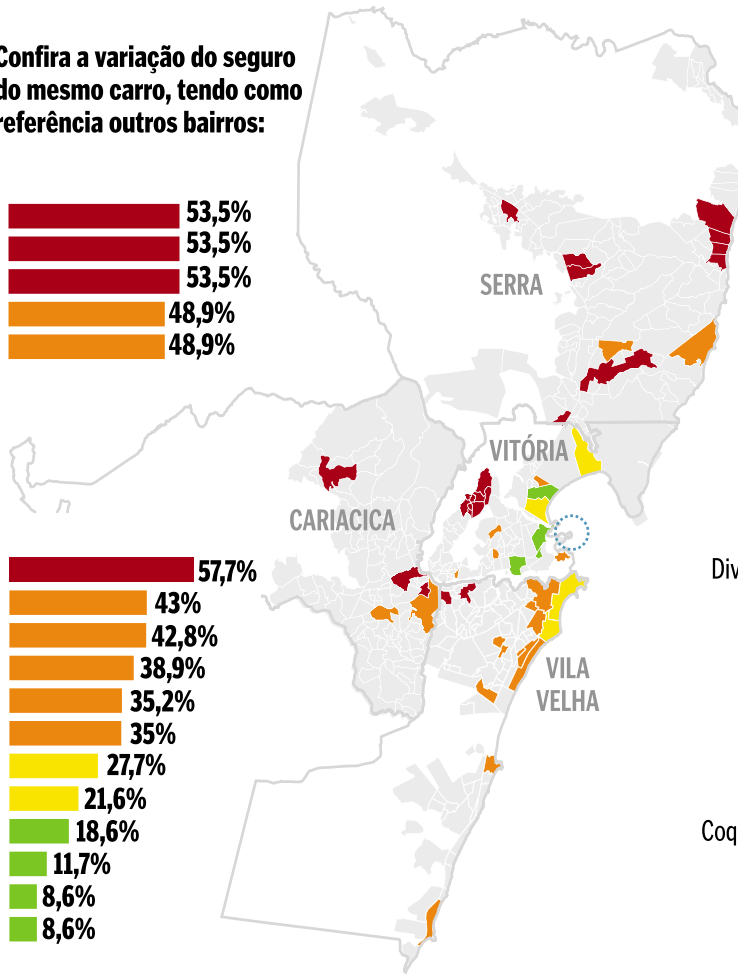 Confira a variação do seguro
do mesmo carro, tendo como
referência outros bairros:
53,5%
53,5%
53,5%
48,9%
48,9%
SERRA
VITÓRIA
CARIACICA
VILA
VELHA
57,7%
43%
42,8%
38,9%
35,2%
35%
27,7%
21,6%
18,6%
11,7%
8,6%
8,6%
Div
Coq